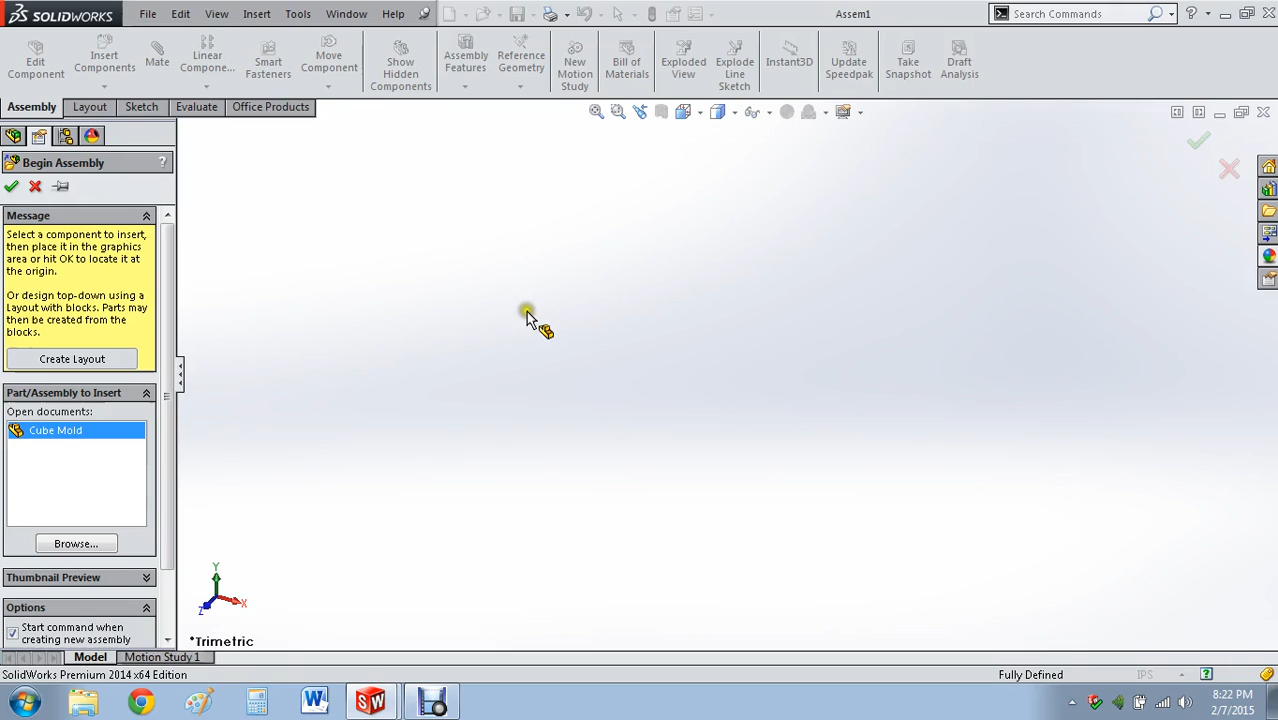 SOLIDWORKS File Edit View Insert Tools Window Help Assem1 Search Commands
Edit Component
Insert Components
Mate
Linear Compone...
Smart Fasteners
Move Component
Show Hidden Components
Assembly Features
Reference Geometry
New Motion Study
Bill of Materials
Exploded View
Explode Line Sketch
Instant3D
Update Speedpak
Take Snapshot
Draft Analysis
Assembly Layout Sketch Evaluate Office Products
Begin Assembly ?
Message
Select a component to insert,
then place it in the graphics
area or hit OK to locate it at
the origin.
Or design top-down using a
Layout with blocks. Parts may
then be created from the
blocks.
Create Layout
Part/Assembly to Insert
Open documents:
Cube Mold
Browse...
Thumbnail Preview
Options
Start command when
creating new assembly
Y
X
Z
*Trimetric
Model Motion Study 1
SolidWorks Premium 2014 x64 Edition Fully Defined IPS
8:22 PM
2/7/2015